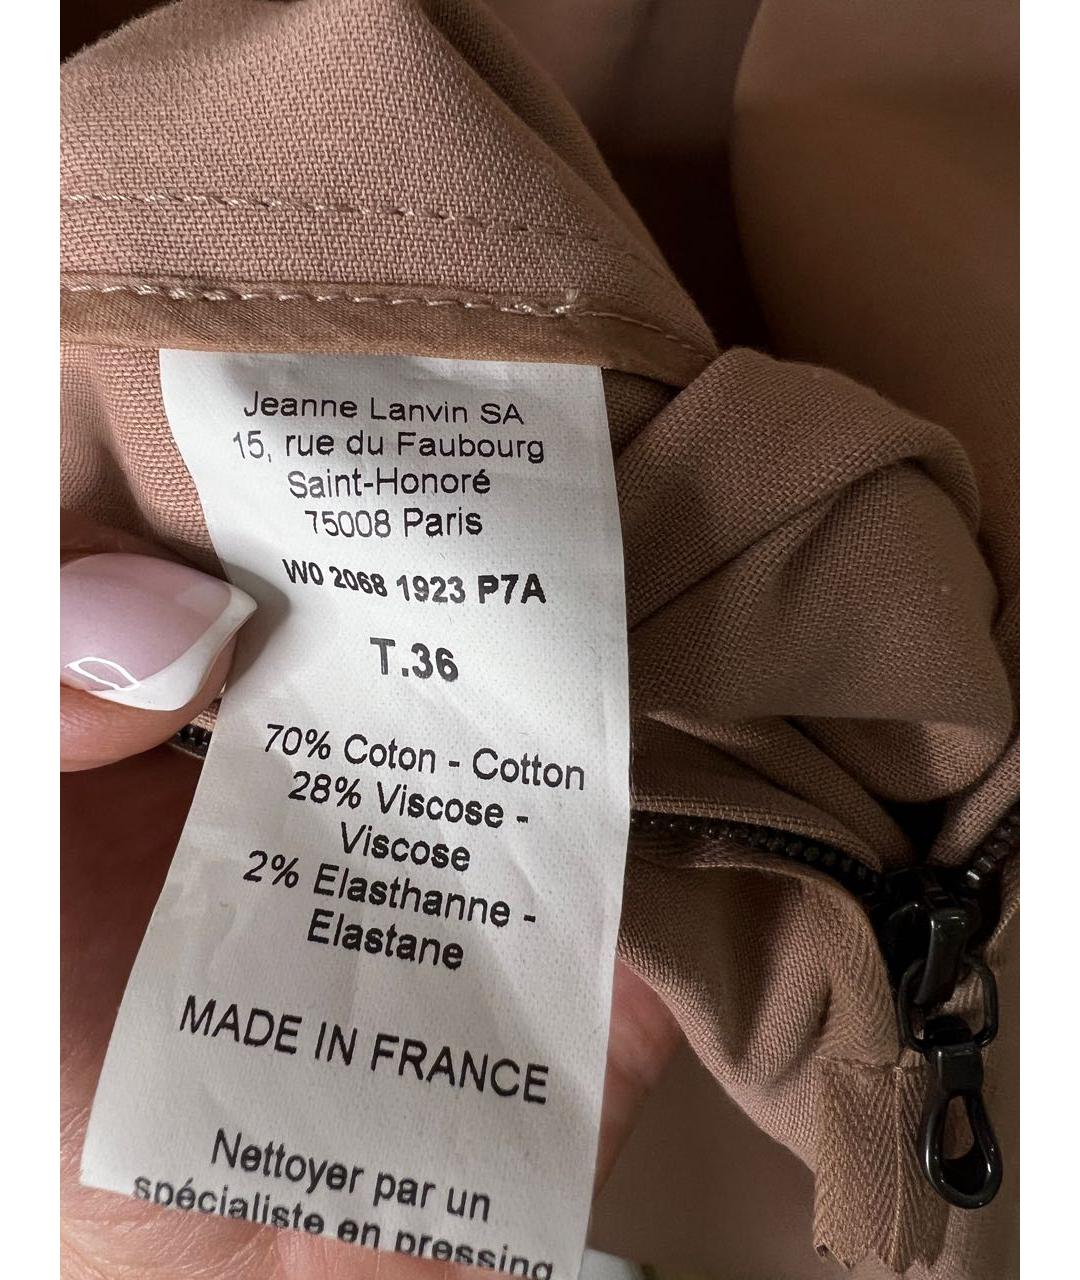 Jeanne Lanvin SA
15, rue du Faubourg
Saint-Honoré
75008 Paris
W0 2068 1923 P7A
T.36
70% Coton - Cotton
28% Viscose -
Viscose
2% Elasthanne -
Elastane
MADE IN FRANCE
Nettoyer par un
spécialiste en pressing